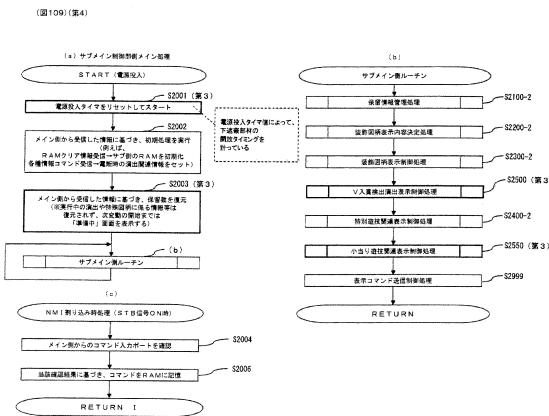 (図109)(第4)
(a) サブメイン制御部側メイン処理
START(電源投入)
S2001 (第3)
電源投入タイマをリセットしてスタート
電源投入タイマ値によって、
下遮蔽部材の
開放タイミングを
計っている
S2002
メイン側から受信した情報に基づき、初期処理を実行
(例えば、
RAMクリア情報受信→サブ側のRAMを初期化
各種情報コマンド受信→電断時の演出関連情報をセット)
S2003 (第3)
メイン側から受信した情報に基づき、保留数を復元
(※実行中の演出や特殊図柄に係る情報等は
復元されず、次変動の開始までは
「準備中」画面を表示する)
(b)
サブメイン側ルーチン
(c)
NMI割り込み時処理(STB信号ON時)
S2004
メイン側からのコマンド入力ポートを確認
S2006
当該確認結果に基づき、コマンドをRAMに記憶
RETURN I
(b)
サブメイン側ルーチン
S2100-2
保留情報管理処理
S2200-2
装飾図柄表示内容決定処理
S2300-2
装飾図柄表示制御処理
S2500 (第3
V入賞検出演出表示制御処理
S2400-2
特別遊技関連表示制御処理
S2550 (第3)
小当り遊技関連表示制御処理
S2999
表示コマンド送信制御処理
RETURN